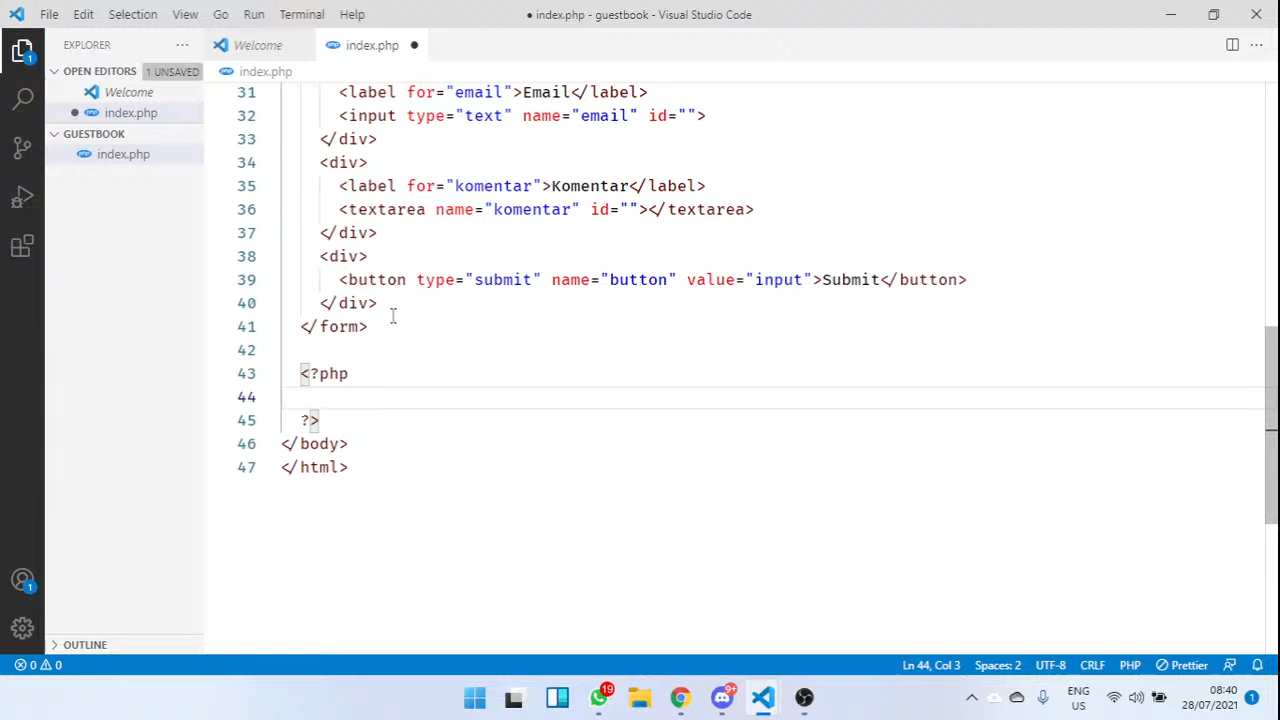 File Edit Selection View Go Run Terminal Help
● index.php - guestbook - Visual Studio Code
EXPLORER
Welcome
index.php
OPEN EDITORS 1 UNSAVED
index.php
Welcome
index.php
GUESTBOOK
index.php
31 <label for="email">Email</label>
32 <input type="text" name="email" id="">
33 </div>
34 <div>
35 <label for="komentar">Komentar</label>
36 <textarea name="komentar" id=""></textarea>
37 </div>
38 <div>
39 <button type="submit" name="button" value="input">Submit</button>
40 </div>
41 </form>
42
43 <?php
44
45 ?>
46 </body>
47 </html>
OUTLINE
0 0
Ln 44, Col 3 Spaces: 2 UTF-8 CRLF PHP Prettier
1
1
19
9+
ENG
US
08:40
28/07/2021
1